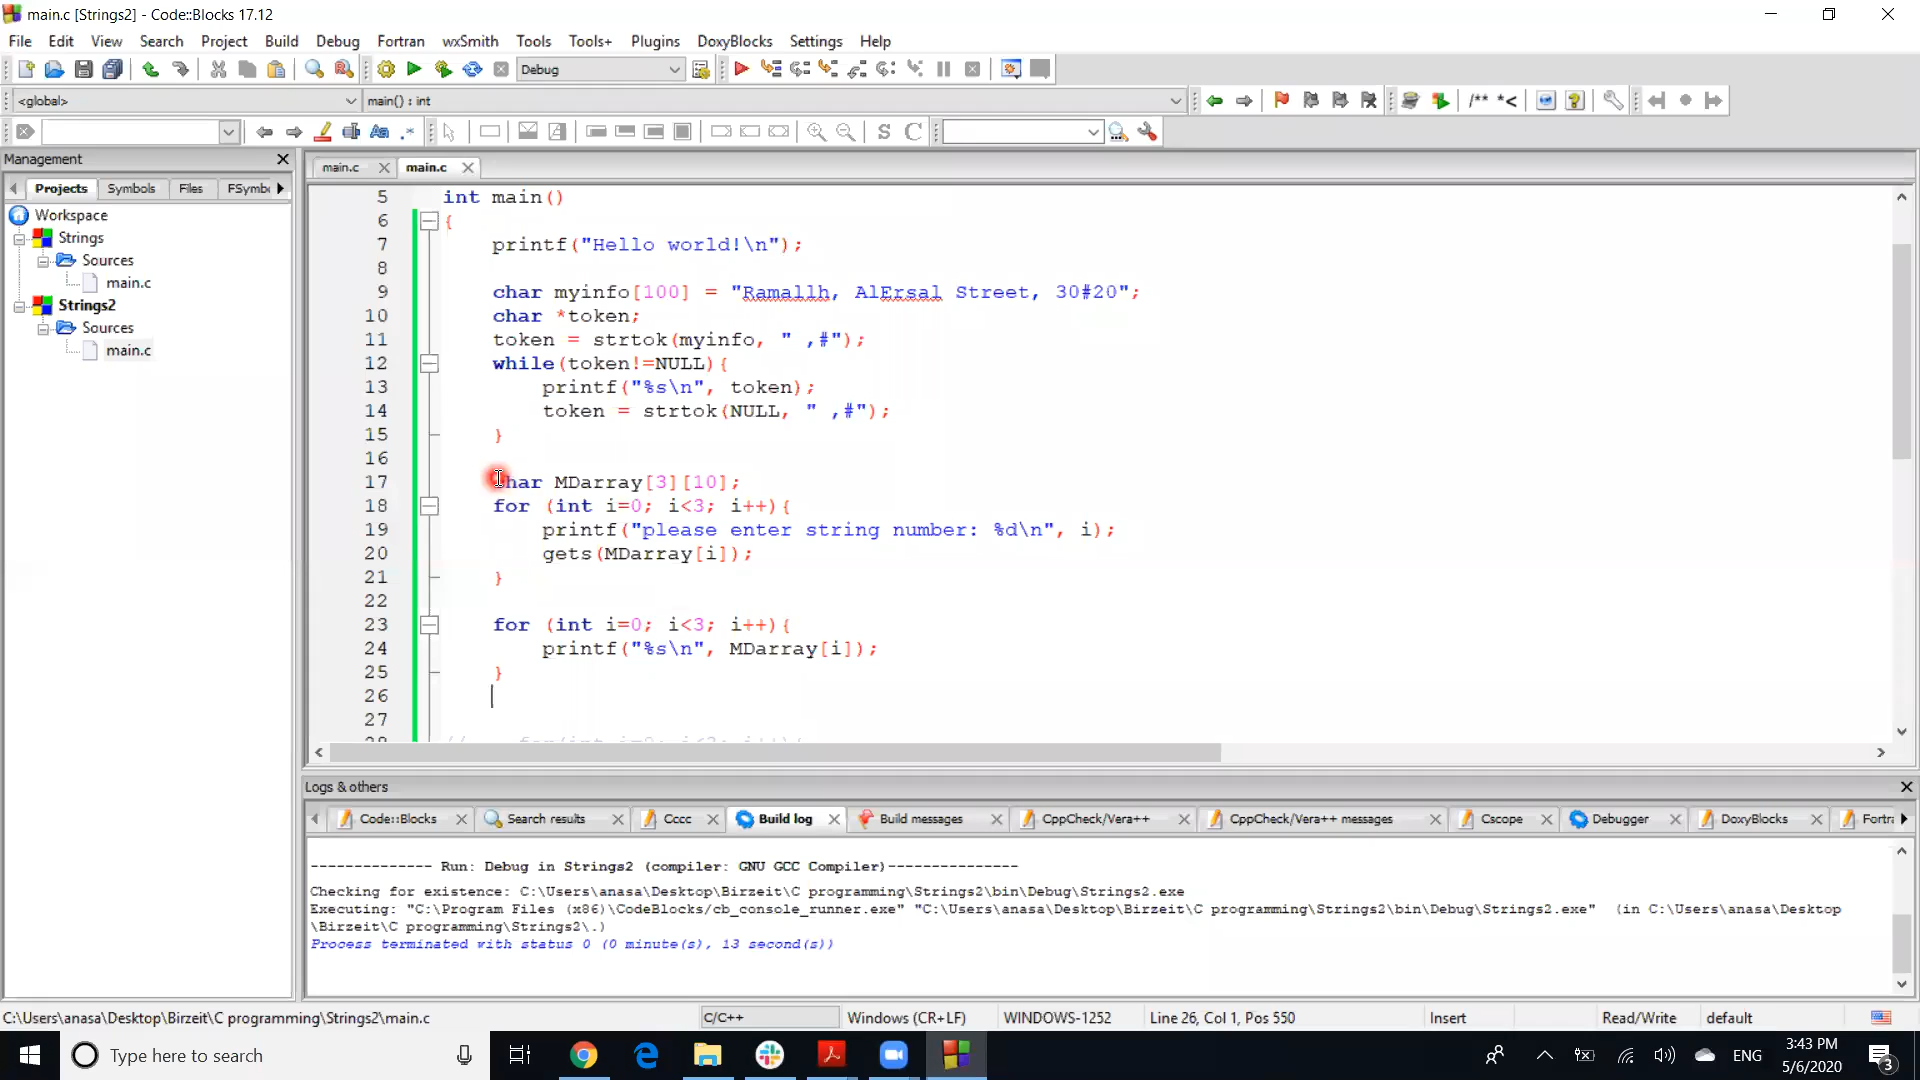 main.c [Strings2] - Code::Blocks 17.12
File Edit View Search Project Build Debug Fortran wxSmith Tools Tools+ Plugins DoxyBlocks Settings Help
Debug
<global> main() : int
/** *<
Management
Projects Symbols Files FSymb
Workspace
Strings
Sources
main.c
Strings2
Sources
main.c
main.c main.c
5 int main()
6 {
7 printf("Hello world!\n");
8
9 char myinfo[100] = "Ramallh, AlErsal Street, 30#20";
10 char *token;
11 token = strtok(myinfo, " ,#");
12 while(token!=NULL){
13 printf("%s\n", token);
14 token = strtok(NULL, " ,#");
15 }
16
17 char MDarray[3][10];
18 for (int i=0; i<3; i++){
19 printf("please enter string number: %d\n", i);
20 gets(MDarray[i]);
21 }
22
23 for (int i=0; i<3; i++){
24 printf("%s\n", MDarray[i]);
25 }
26
27
Logs & others
Code::Blocks Search results Cccc Build log Build messages CppCheck/Vera++ CppCheck/Vera++ messages Cscope Debugger DoxyBlocks Fortr
-------------- Run: Debug in Strings2 (compiler: GNU GCC Compiler)---------------
Checking for existence: C:\Users\anasa\Desktop\Birzeit\C programming\Strings2\bin\Debug\Strings2.exe
Executing: "C:\Program Files (x86)\CodeBlocks/cb_console_runner.exe" "C:\Users\anasa\Desktop\Birzeit\C programming\Strings2\bin\Debug\Strings2.exe" (in C:\Users\anasa\Desktop
\Birzeit\C programming\Strings2\.)
Process terminated with status 0 (0 minute(s), 13 second(s))
C:\Users\anasa\Desktop\Birzeit\C programming\Strings2\main.c C/C++ Windows (CR+LF) WINDOWS-1252 Line 26, Col 1, Pos 550 Insert Read/Write default
Type here to search
ENG
3:43 PM
5/6/2020
3